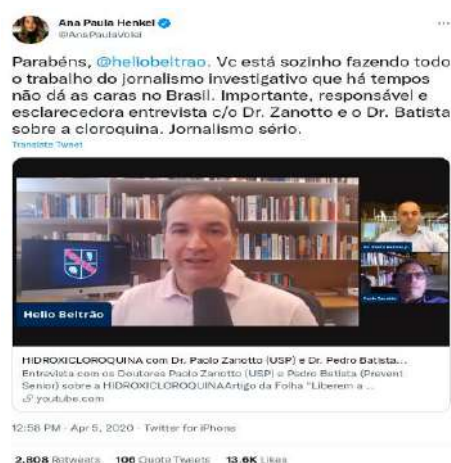 Ana Paula Henkel
@AnaPaulaVolei
Parabéns, @heliobeltrao. Vc está sozinho fazendo todo
o trabalho do jornalismo investigativo que há tempos
não dá as caras no Brasil. Importante, responsável e
esclarecedora entrevista c/o Dr. Zanotto e o Dr. Batista
sobre a cloroquina. Jornalismo sério.
Translate Tweet
Helio Beltrão
Paolo Zanotto
HIDROXICLOROQUINA com Dr. Paolo Zanotto (USP) e Dr. Pedro Batista...
Entrevista com os Doutores Paolo Zanotto (USP) e Pedro Batista (Prevent
Senior) sobre a HIDROXICLOROQUINAArtigo da Folha "Liberem a ...
youtube.com
12:58 PM · Apr 5, 2020 · Twitter for iPhone
2,808 Retweets 106 Quote Tweets 13.6K Likes